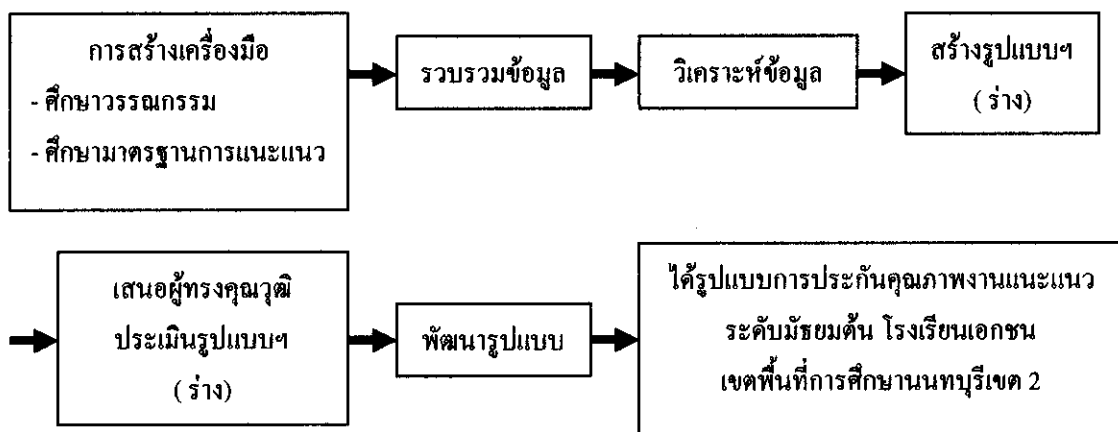 การสร้างเครื่องมือ
- ศึกษาวรรณกรรม
- ศึกษามาตรฐานการแนะแนว
รวบรวมข้อมูล
วิเคราะห์ข้อมูล
สร้างรูปแบบฯ
( ร่าง)
เสนอผู้ทรงคุณวุฒิ
ประเมินรูปแบบฯ
( ร่าง)
พัฒนารูปแบบ
ได้รูปแบบการประกันคุณภาพงานแนะแนว
ระดับมัธยมต้น โรงเรียนเอกชน
เขตพื้นที่การศึกษานนทบุรีเขต 2